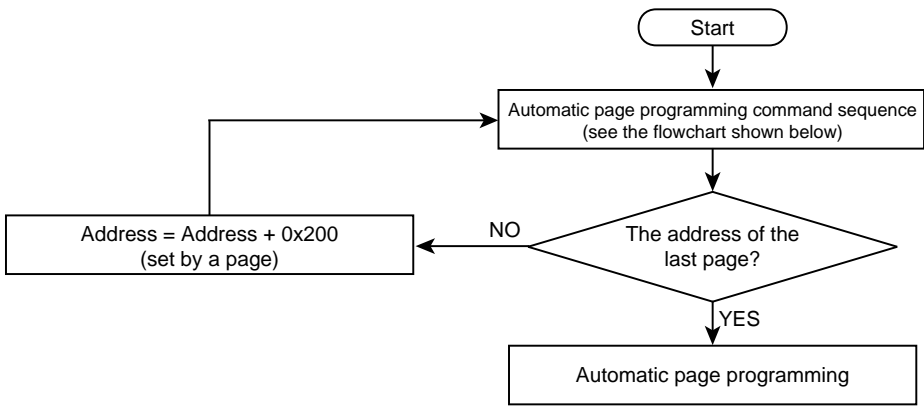 Start
Automatic page programming command sequence
(see the flowchart shown below)
Address = Address + 0x200
(set by a page)
NO
The address of the
last page?
YES
Automatic page programming